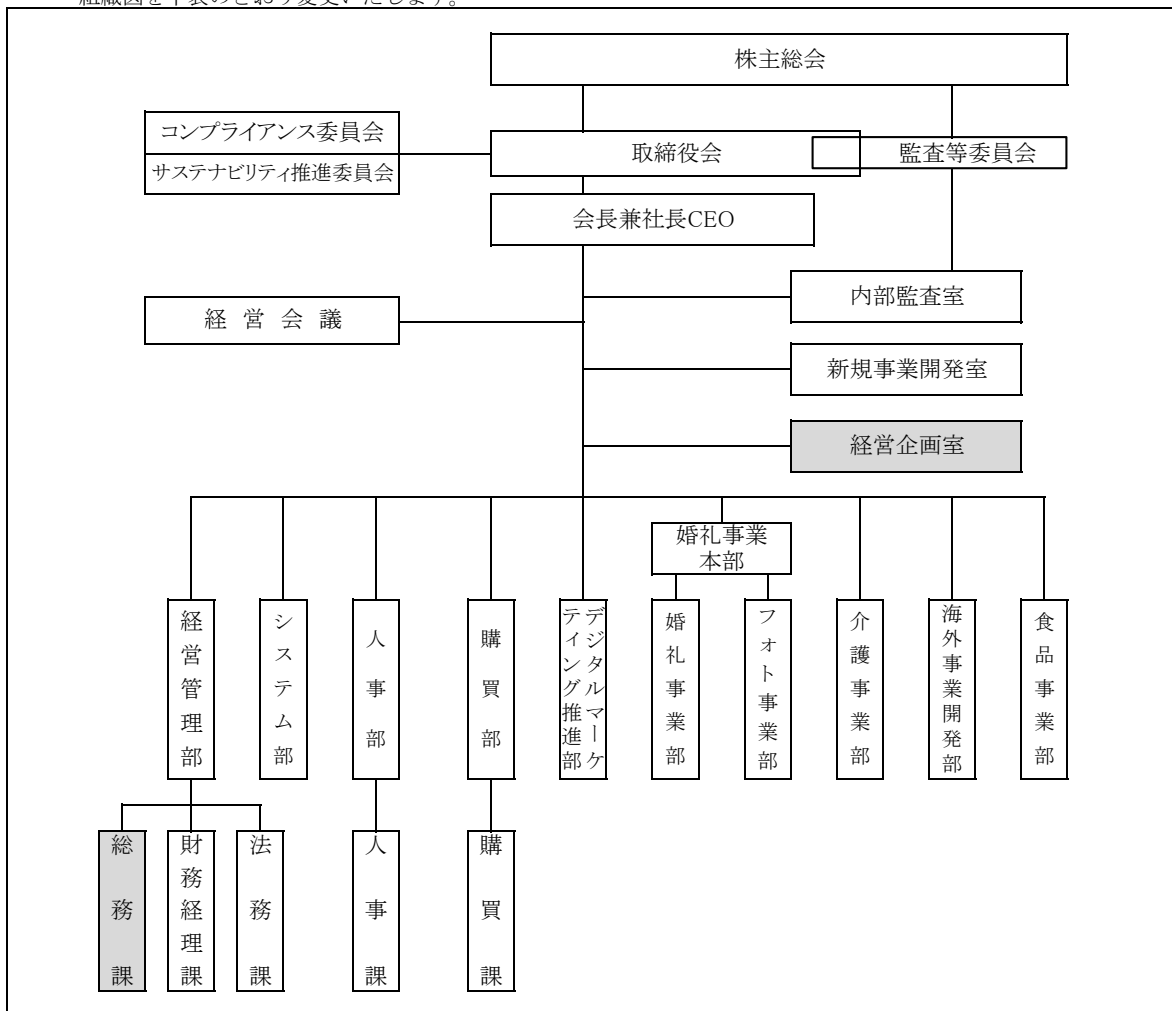 組織図を本表のとおり変更いたします。
株主総会
コンプライアンス委員会
サステナビリティ推進委員会
取締役会
監査等委員会
会長兼社長CEO
内部監査室
経営会議
新規事業開発室
経営企画室
婚礼事業
本部
経営管理部
システム部
人事部
購買部
デジタルマーケ
ティング推進部
婚礼事業部
フォト事業部
介護事業部
海外事業開発部
食品事業部
総務課
財務経理課
法務課
人事課
購買課